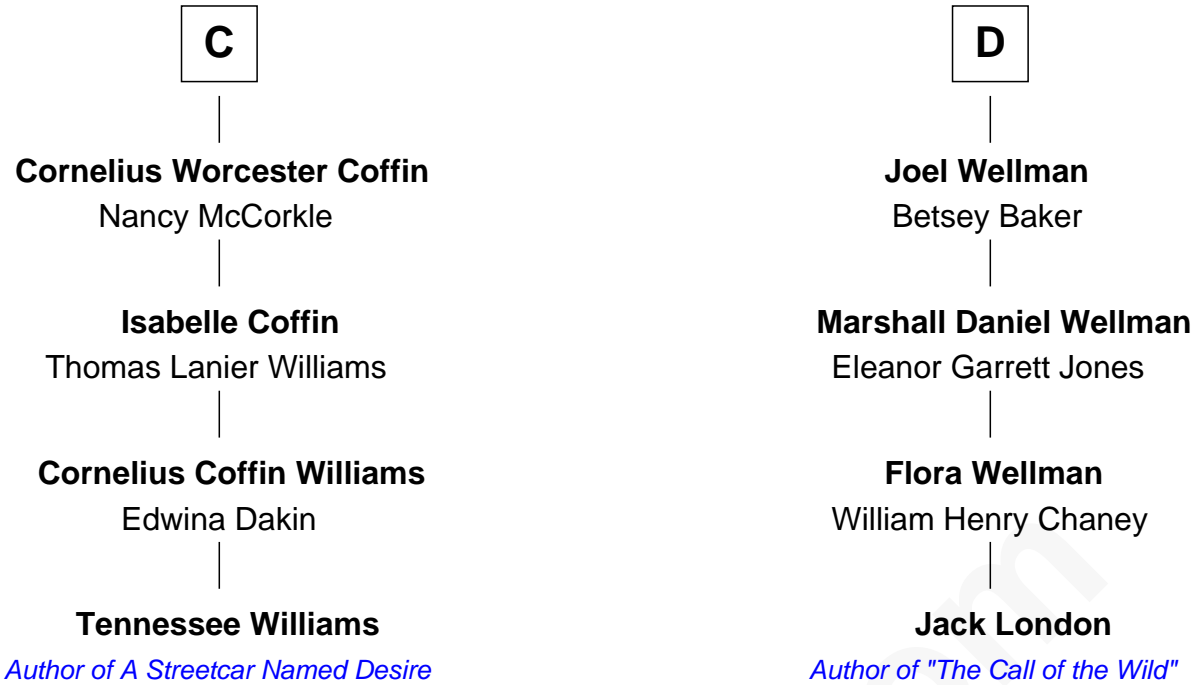 C
Cornelius Worcester Coffin
Nancy McCorkle
Isabelle Coffin
Thomas Lanier Williams
Cornelius Coffin Williams
Edwina Dakin
Tennessee Williams
Author of A Streetcar Named Desire
D
Joel Wellman
Betsey Baker
Marshall Daniel Wellman
Eleanor Garrett Jones
Flora Wellman
William Henry Chaney
Jack London
Author of "The Call of the Wild"